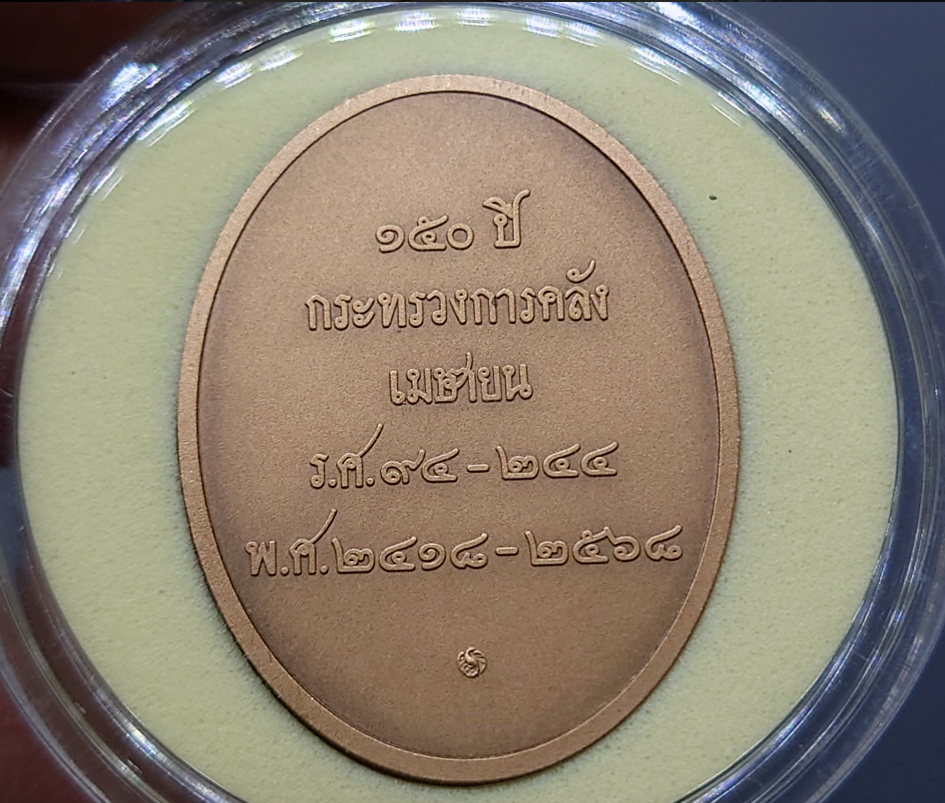 ๑๕๐ ปี
กระทรวงการคลัง
เมษายน
ร.ศ.๙๔-๒๔๔
พ.ศ.๒๔๑๘-๒๕๖๘